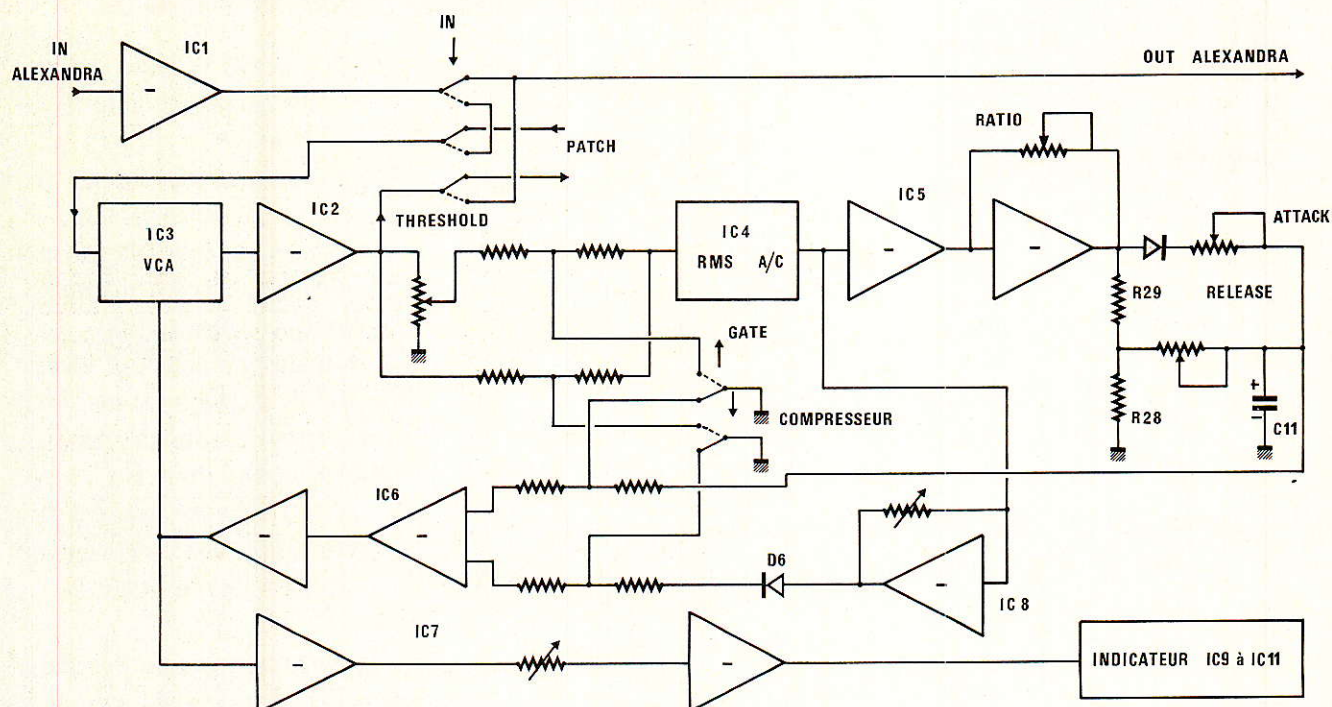 IN
ALEXANDRA
IC1
IN
OUT ALEXANDRA
PATCH
RATIO
IC3
VCA
IC2
THRESHOLD
IC4
RMS A/C
IC5
ATTACK
R29
RELEASE
GATE
COMPRESSEUR
R28
+
-
C11
IC6
D6
IC 8
IC7
INDICATEUR IC9 à IC11